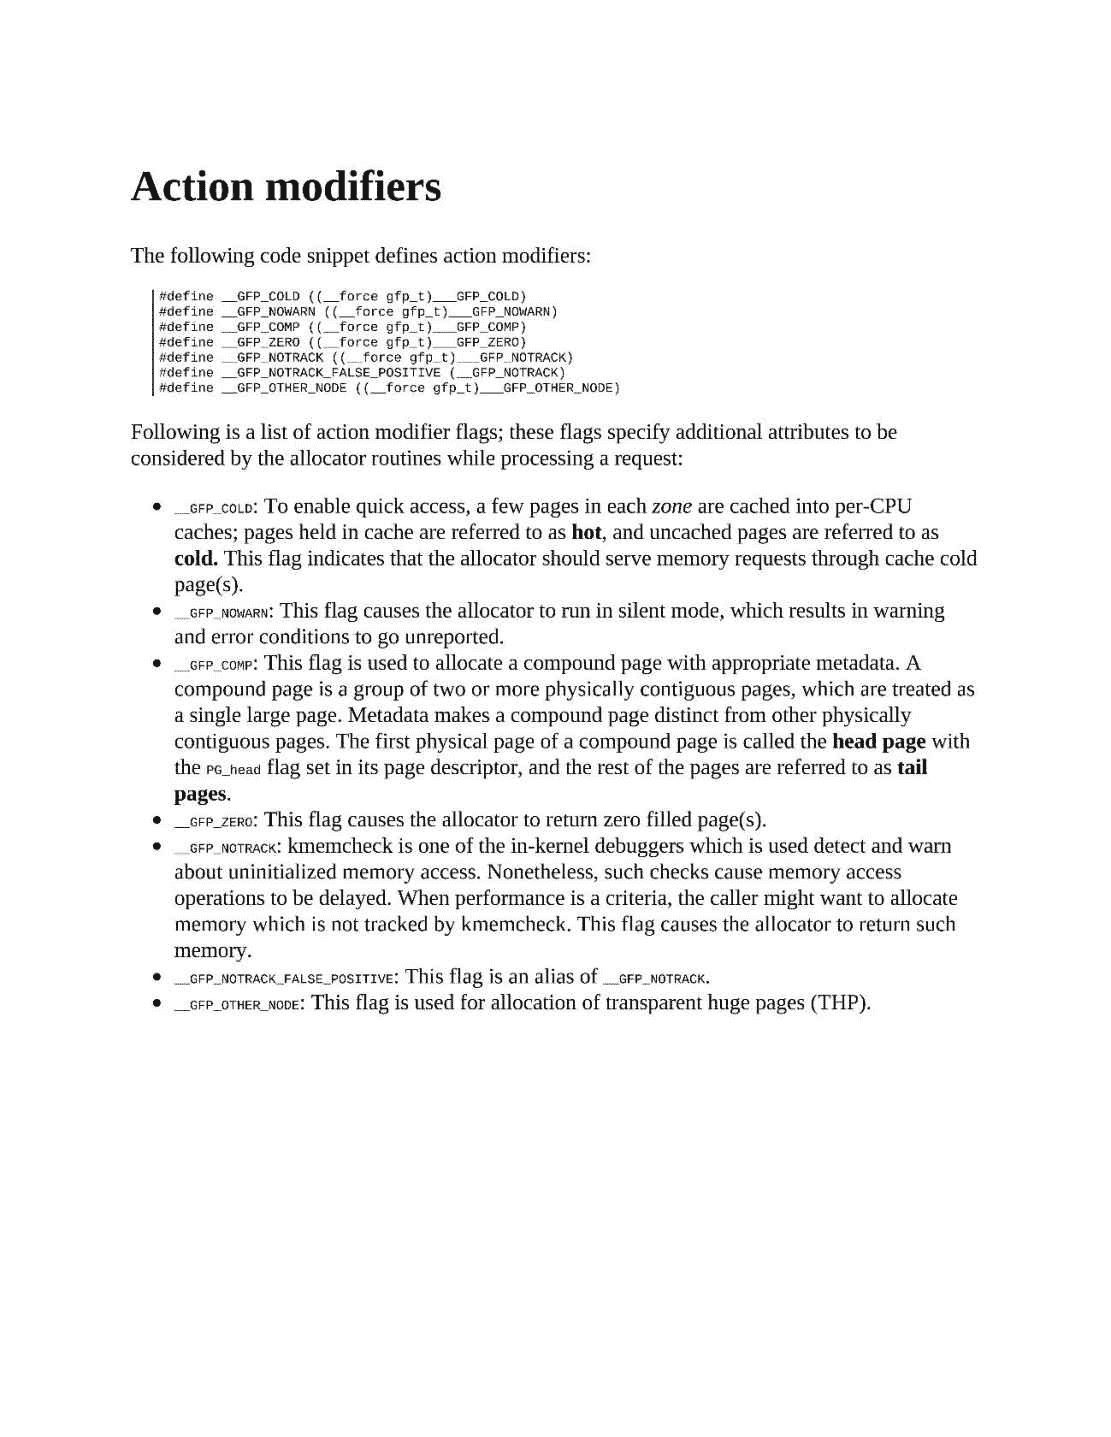 Action modifiers
The following code snippet defines action modifiers:
#define __GFP_COLD ((__force gfp_t)___GFP_COLD)
#define __GFP_NOWARN ((__force gfp_t)___GFP_NOWARN)
#define __GFP_COMP ((__force gfp_t)___GFP_COMP)
#define __GFP_ZERO ((__force gfp_t)___GFP_ZERO)
#define __GFP_NOTRACK ((__force gfp_t)___GFP_NOTRACK)
#define __GFP_NOTRACK_FALSE_POSITIVE (__GFP_NOTRACK)
#define __GFP_OTHER_NODE ((__force gfp_t)___GFP_OTHER_NODE)
Following is a list of action modifier flags; these flags specify additional attributes to be
considered by the allocator routines while processing a request:
• __GFP_COLD: To enable quick access, a few pages in each zone are cached into per-CPU
caches; pages held in cache are referred to as hot, and uncached pages are referred to as
cold. This flag indicates that the allocator should serve memory requests through cache cold
page(s).
• __GFP_NOWARN: This flag causes the allocator to run in silent mode, which results in warning
and error conditions to go unreported.
• __GFP_COMP: This flag is used to allocate a compound page with appropriate metadata. A
compound page is a group of two or more physically contiguous pages, which are treated as
a single large page. Metadata makes a compound page distinct from other physically
contiguous pages. The first physical page of a compound page is called the head page with
the PG_head flag set in its page descriptor, and the rest of the pages are referred to as tail
pages.
• __GFP_ZERO: This flag causes the allocator to return zero filled page(s).
• __GFP_NOTRACK: kmemcheck is one of the in-kernel debuggers which is used detect and warn
about uninitialized memory access. Nonetheless, such checks cause memory access
operations to be delayed. When performance is a criteria, the caller might want to allocate
memory which is not tracked by kmemcheck. This flag causes the allocator to return such
memory.
• __GFP_NOTRACK_FALSE_POSITIVE: This flag is an alias of __GFP_NOTRACK.
• __GFP_OTHER_NODE: This flag is used for allocation of transparent huge pages (THP).